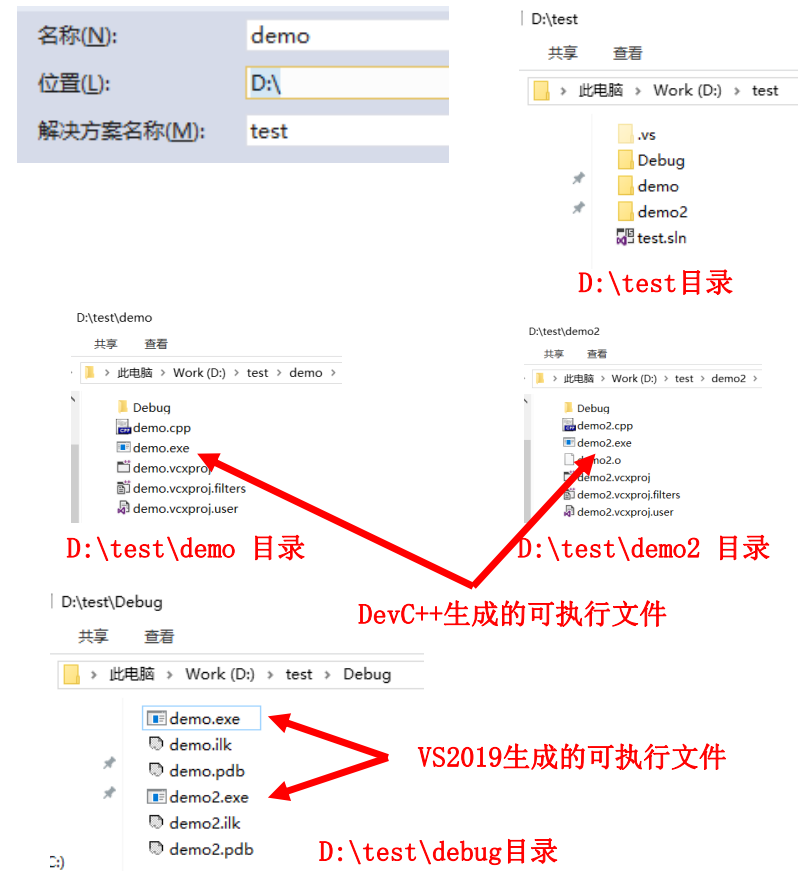 名称(N):
demo
位置(L):
D:\
解决方案名称(M):
test
D:\test
共享 查看
此电脑 > Work (D:) > test
.vs
Debug
demo
demo2
test.sln
D:\test目录
D:\test\demo
共享 查看
> 此电脑 > Work (D:) > test > demo >
Debug
demo.cpp
demo.exe
demo.vcxproj
demo.vcxproj.filters
demo.vcxproj.user
D:\test\demo 目录
D:\test\demo2
共享 查看
> 此电脑 > Work (D:) > test > demo2 >
Debug
demo2.cpp
demo2.exe
demo2.o
demo2.vcxproj
demo2.vcxproj.filters
demo2.vcxproj.user
D:\test\demo2 目录
DevC++生成的可执行文件
D:\test\Debug
共享 查看
> 此电脑 > Work (D:) > test > Debug
demo.exe
demo.ilk
demo.pdb
demo2.exe
demo2.ilk
demo2.pdb
C:)
VS2019生成的可执行文件
D:\test\debug目录